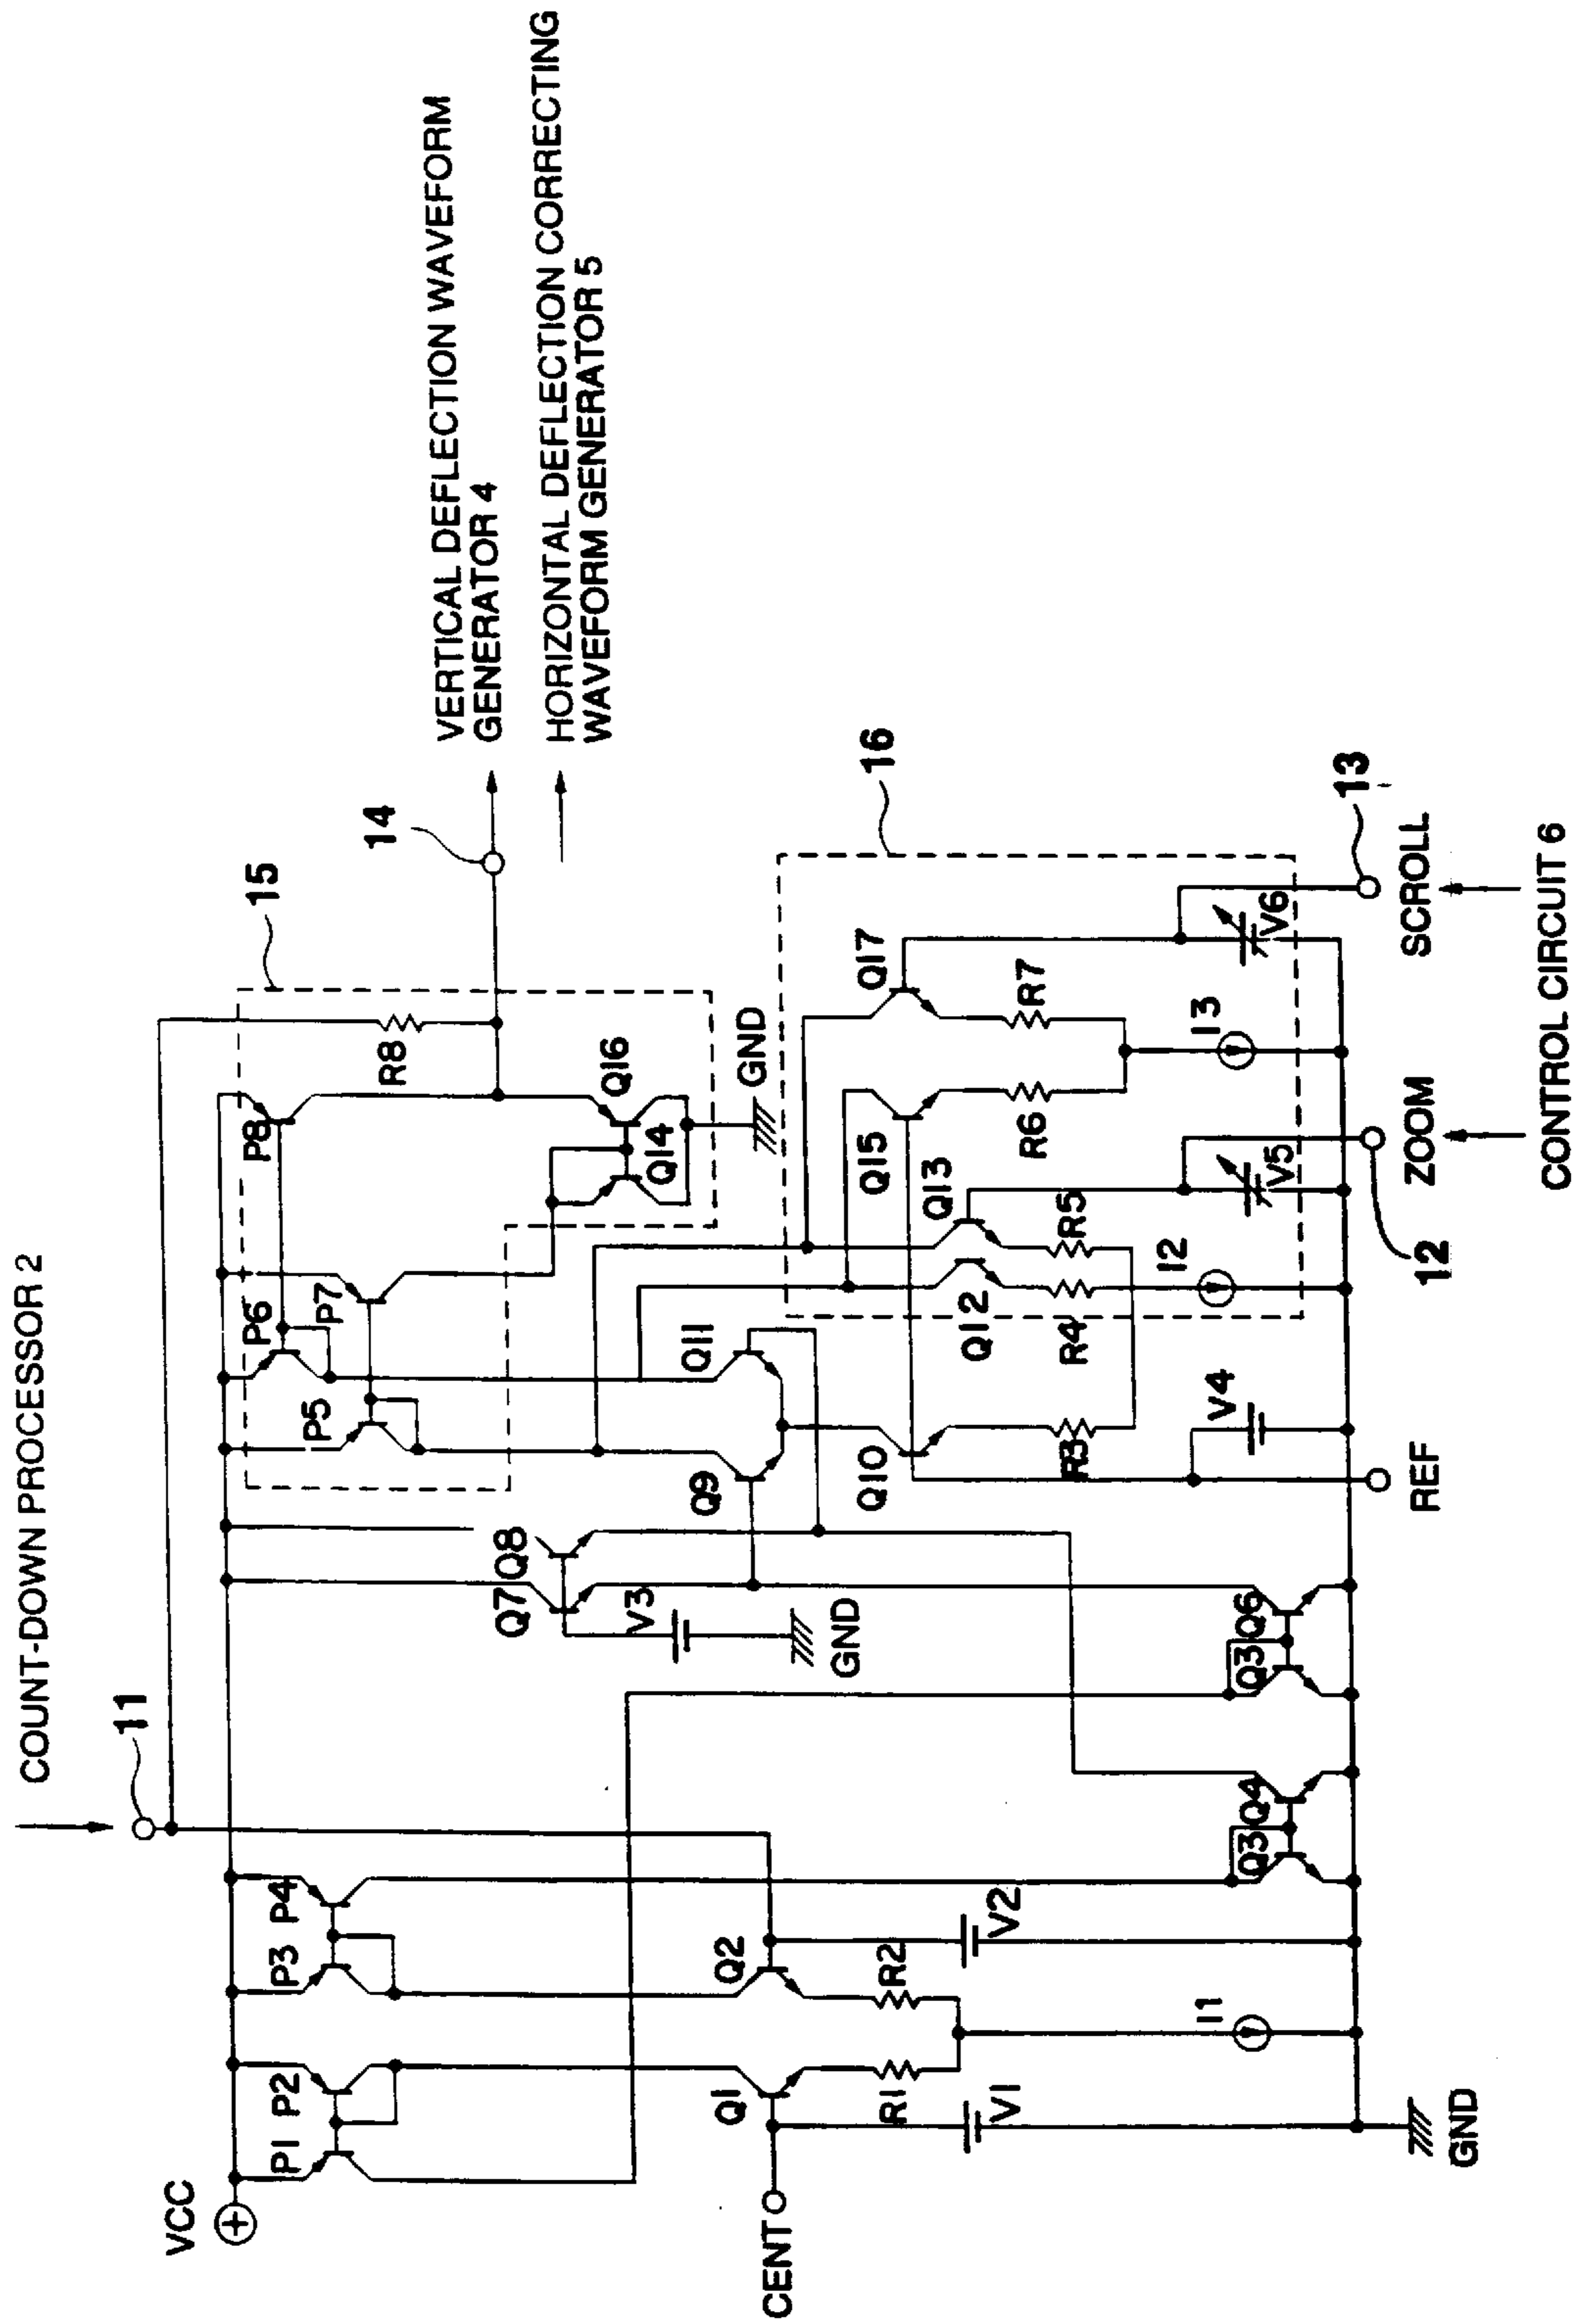 COUNT-DOWN PROCESSOR 2
11
VCC
P1
P2
P3
P4
P5
P6
P7
P8
R8
15
14
VERTICAL DEFLECTION WAVEFORM
GENERATOR 4
HORIZONTAL DEFLECTION CORRECTING
WAVEFORM GENERATOR 5
Q7
Q8
V3
GND
Q9
Q11
Q14
Q16
GND
CENT
Q1
Q2
R1
R2
V1
V2
I1
Q3
Q4
Q3
Q6
Q10
R3
V4
REF
Q12
Q13
R4
R5
I2
V5
Q15
Q17
R6
R7
I3
V6
16
12
13
ZOOM
SCROLL
CONTROL CIRCUIT 6
GND